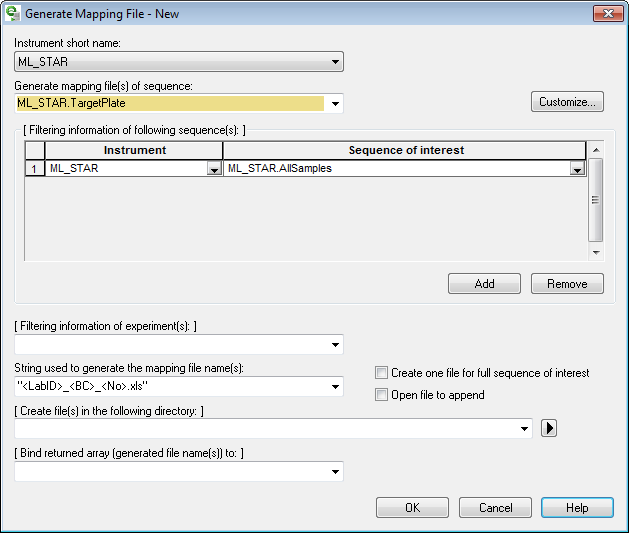 Generate Mapping File - New
Instrument short name:
ML_STAR
Generate mapping file(s) of sequence:
ML_STAR.TargetPlate
Customize...
[ Filtering information of following sequence(s): ]
Instrument Sequence of interest
1 ML_STAR ML_STAR.AllSamples
Add Remove
[ Filtering information of experiment(s): ]
String used to generate the mapping file name(s):
"<LabID>_<BC>_<No>.xls"
Create one file for full sequence of interest
Open file to append
[ Create file(s) in the following directory: ]
[ Bind returned array (generated file name(s)) to: ]
OK Cancel Help